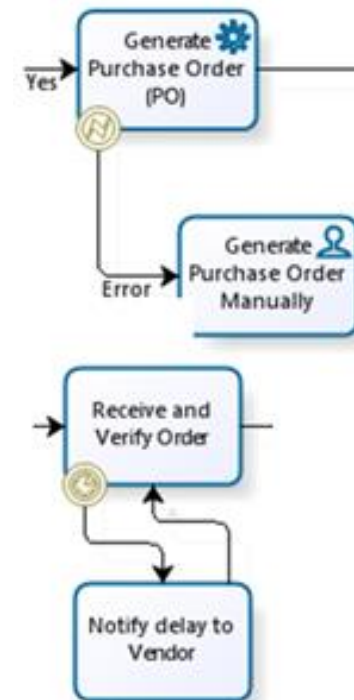 Generate
Purchase Order
(PO)
Yes
Error
Generate
Purchase Order
Manually
Receive and
Verify Order
Notify delay to
Vendor